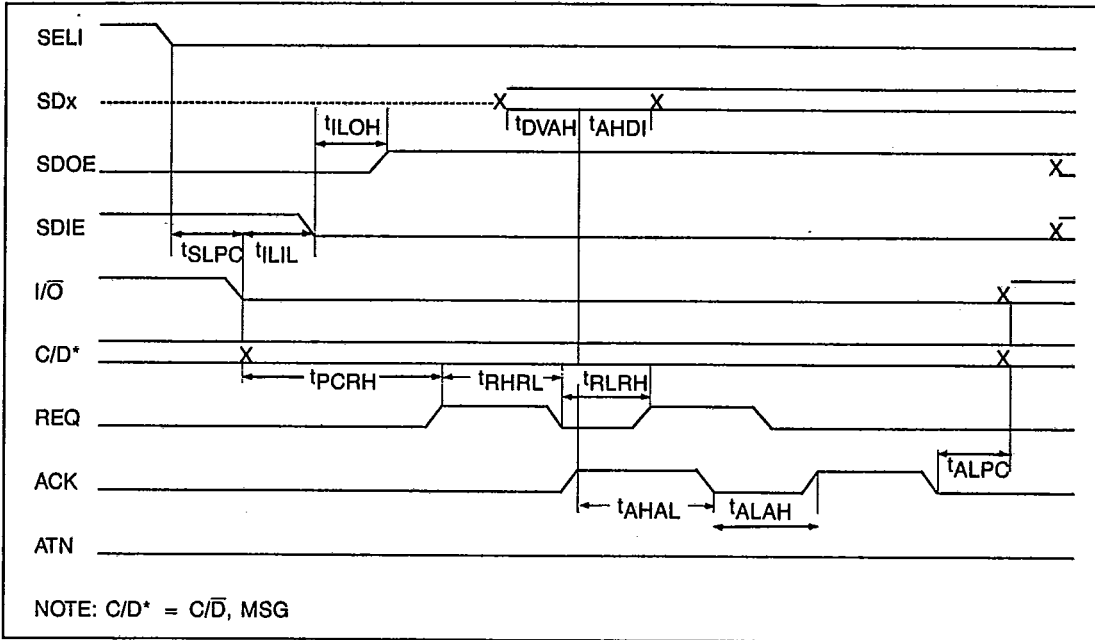 SELI
SDx
tDVAH tAHDI
tILOH
SDOE
SDIE
tSLPC tILIL
I/O̅
C/D*
tPCRH tRHRL tRLRH
REQ
ACK
tALPC
tAHAL tALAH
ATN
NOTE: C/D* = C/D̅, MSG